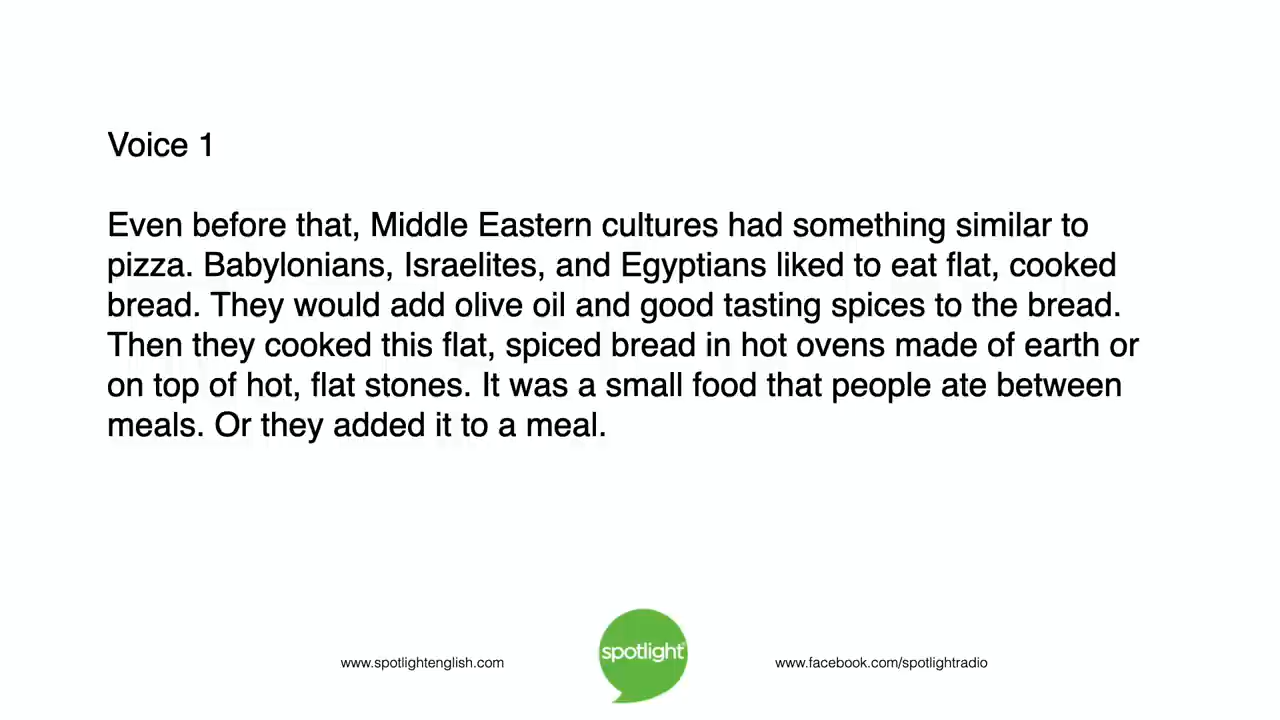 Voice 1
Even before that, Middle Eastern cultures had something similar to
pizza. Babylonians, Israelites, and Egyptians liked to eat flat, cooked
bread. They would add olive oil and good tasting spices to the bread.
Then they cooked this flat, spiced bread in hot ovens made of earth or
on top of hot, flat stones. It was a small food that people ate between
meals. Or they added it to a meal.
www.spotlightenglish.com
spotlight
www.facebook.com/spotlightradio